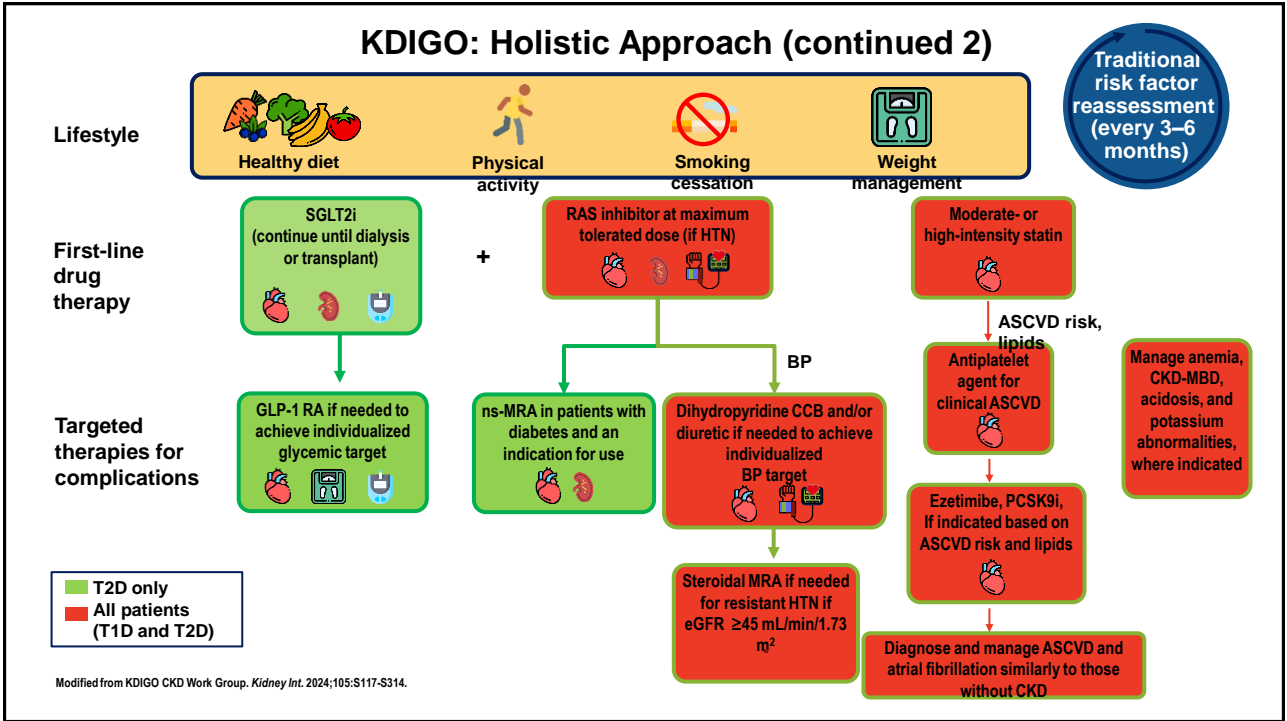 KDIGO: Holistic Approach (continued 2)
Traditional
risk factor
reassessment
(every 3–6
months)
Lifestyle
Healthy diet
Physical
activity
Smoking
cessation
Weight
management
First-line
drug
therapy
SGLT2i
(continue until dialysis
or transplant)
+
RAS inhibitor at maximum
tolerated dose (if HTN)
Moderate- or
high-intensity statin
ASCVD risk,
lipids
BP
Targeted
therapies for
complications
GLP-1 RA if needed to
achieve individualized
glycemic target
ns-MRA in patients with
diabetes and an
indication for use
Dihydropyridine CCB and/or
diuretic if needed to achieve
individualized
BP target
Antiplatelet
agent for
clinical ASCVD
Manage anemia,
CKD-MBD,
acidosis, and
potassium
abnormalities,
where indicated
Steroidal MRA if needed
for resistant HTN if
eGFR ≥45 mL/min/1.73
m²
Ezetimibe, PCSK9i,
If indicated based on
ASCVD risk and lipids
Diagnose and manage ASCVD and
atrial fibrillation similarly to those
without CKD
T2D only
All patients
(T1D and T2D)
Modified from KDIGO CKD Work Group. Kidney Int. 2024;105:S117-S314.